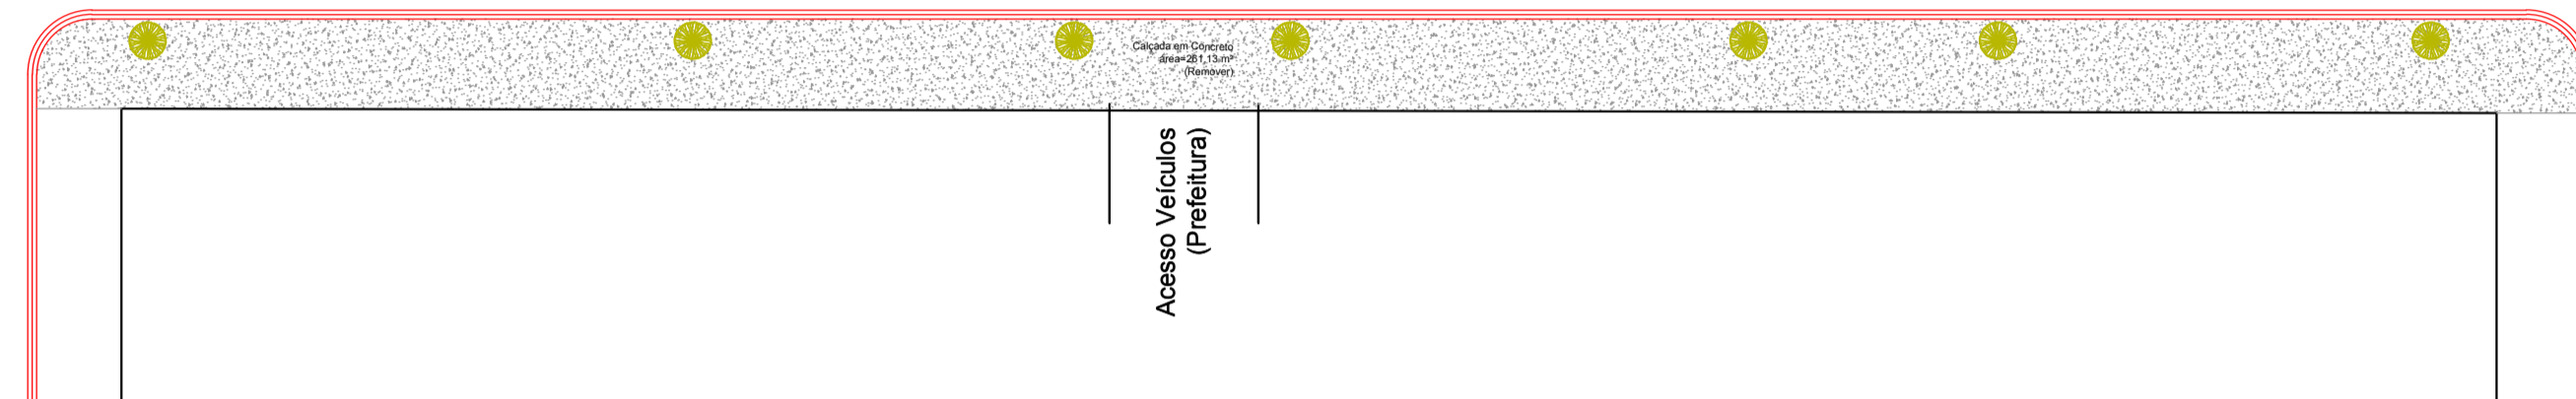 Calçada em Concreto
área=261,13 m²
(Remover)
Acesso Veículos
(Prefeitura)